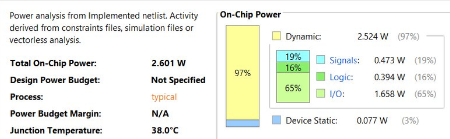 Power analysis from Implemented netlist. Activity
derived from constraints files, simulation files or
vectorless analysis.
Total On-Chip Power: 2.601 W
Design Power Budget: Not Specified
Process: typical
Power Budget Margin: N/A
Junction Temperature: 38.0°C
On-Chip Power
Dynamic: 2.524 W (97%)
97%
19% Signals: 0.473 W (19%)
16% Logic: 0.394 W (16%)
65% I/O: 1.658 W (65%)
Device Static: 0.077 W (3%)